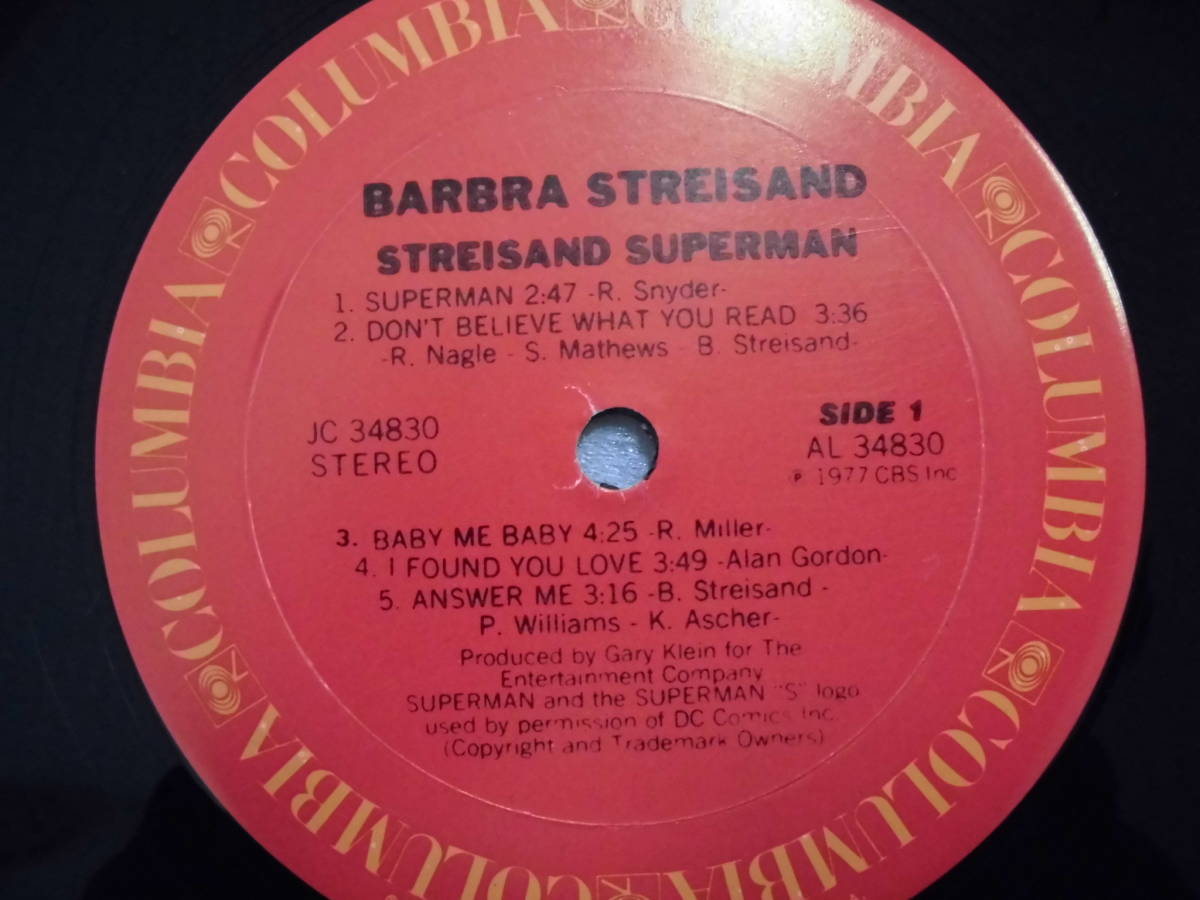 COLUMBIA COLUMBIA COLUMBIA COLUMBIA COLUMBIA COLUMBIA COLUMBIA COLUMBIA
BARBRA STREISAND
STREISAND SUPERMAN
1. SUPERMAN 2:47 -R. Snyder-
2. DON'T BELIEVE WHAT YOU READ 3:36
-R. Nagle - S. Mathews - B. Streisand-
JC 34830
STEREO
SIDE 1
AL 34830
℗ 1977 CBS Inc
3. BABY ME BABY 4:25 -R. Miller-
4. I FOUND YOU LOVE 3:49 -Alan Gordon-
5. ANSWER ME 3:16 -B. Streisand -
P. Williams - K. Ascher-
Produced by Gary Klein for The
Entertainment Company
SUPERMAN and the SUPERMAN "S" logo
used by permission of DC Comics Inc.
(Copyright and Trademark Owners)